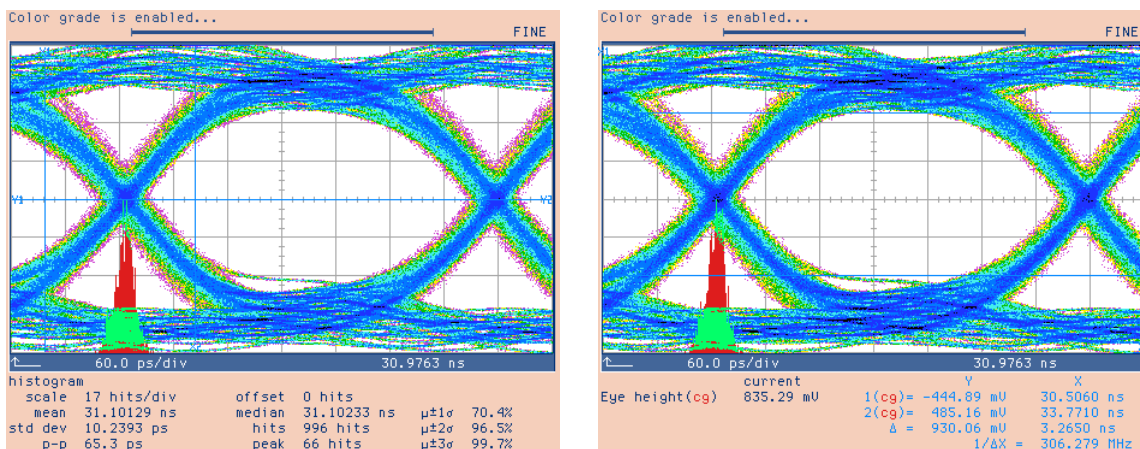 Color grade is enabled...
FINE
X1
Y1
Y2
60.0 ps/div
30.9763 ns
histogram
scale 17 hits/div offset 0 hits
mean 31.10129 ns median 31.10233 ns μ±1σ 70.4%
std dev 10.2393 ps hits 996 hits μ±2σ 96.5%
p-p 65.3 ps peak 66 hits μ±3σ 99.7%
Color grade is enabled...
FINE
X1
60.0 ps/div
30.9763 ns
current Y X
Eye height(cg) 835.29 mV 1(cg)= -444.89 mV 30.5060 ns
2(cg)= 485.16 mV 33.7710 ns
Δ = 930.06 mV 3.2650 ns
1/ΔX = 306.279 MHz